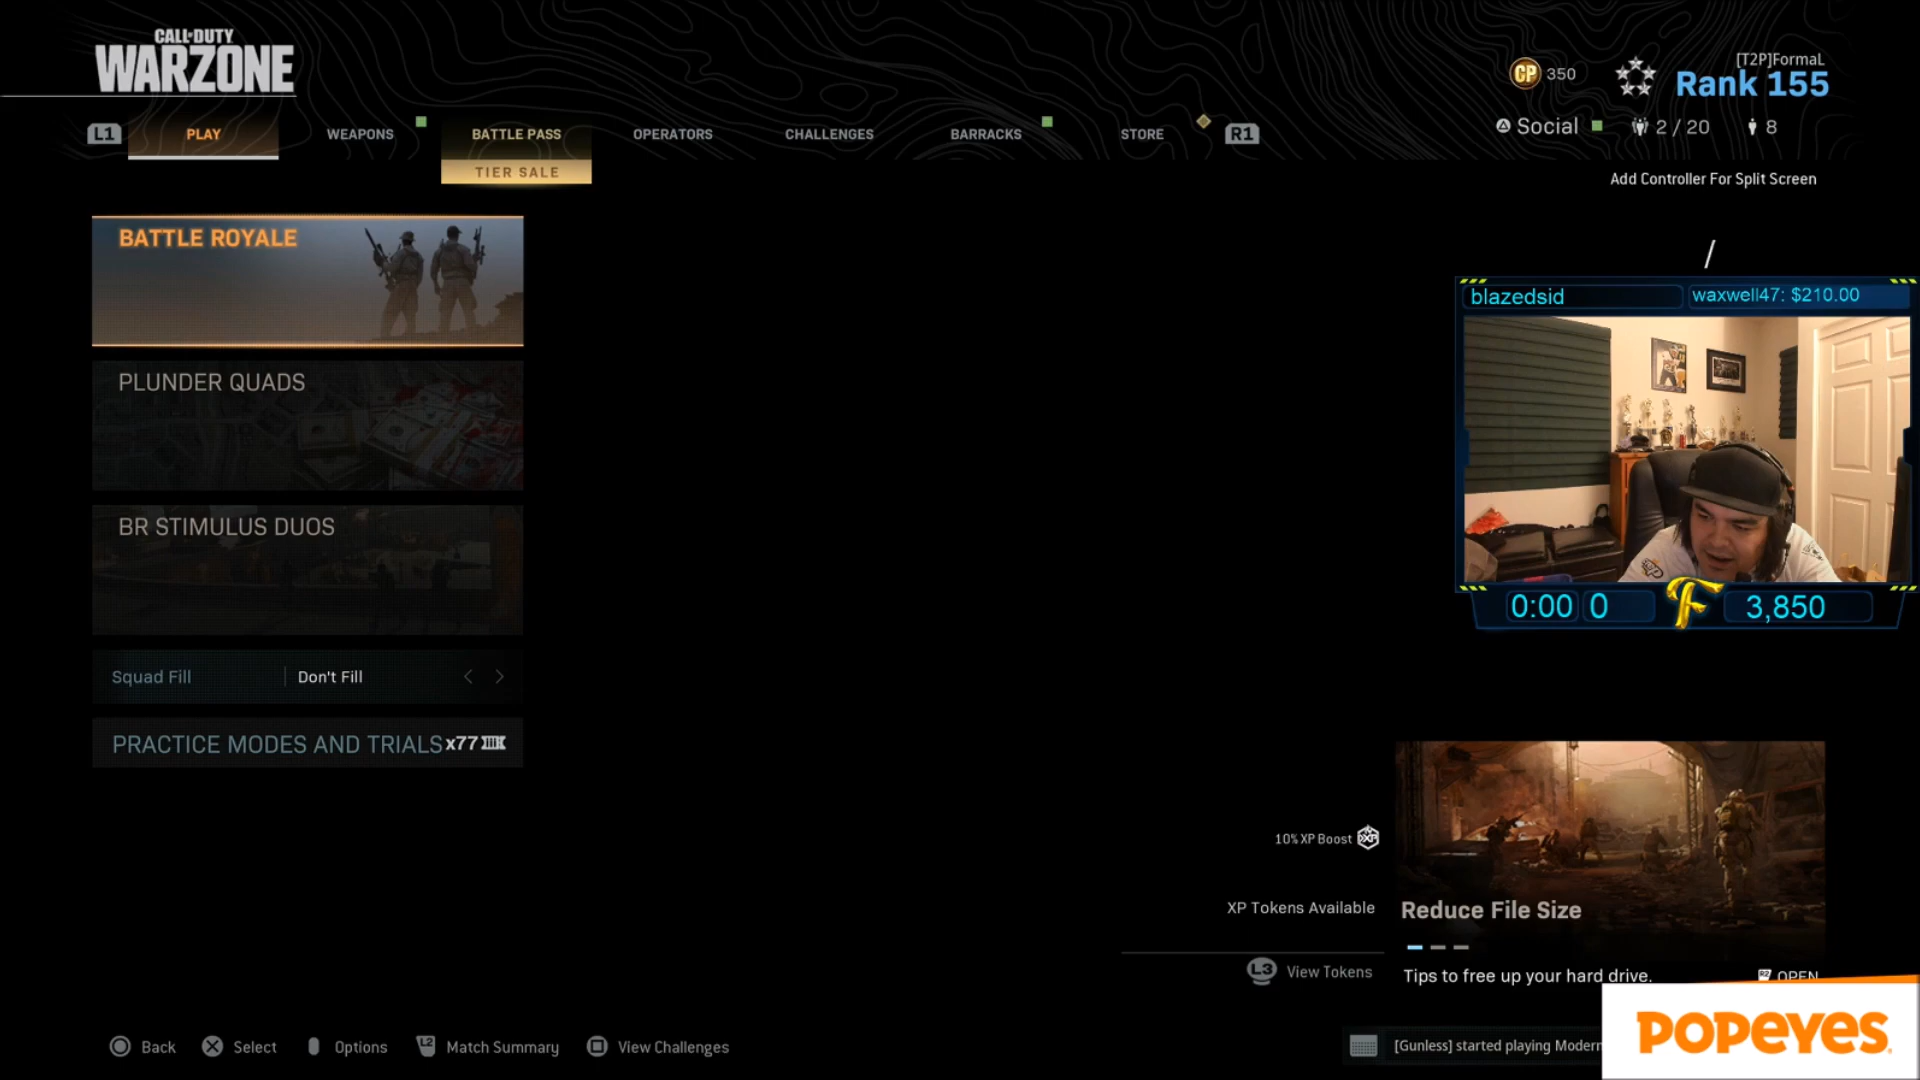 CALL OF DUTY
WARZONE
CP 350
[T2P]FormaL
Rank 155
Social
2 / 20
8
Add Controller For Split Screen
L1
PLAY
WEAPONS
BATTLE PASS
TIER SALE
OPERATORS
CHALLENGES
BARRACKS
STORE
R1
BATTLE ROYALE
PLUNDER QUADS
BR STIMULUS DUOS
Squad Fill
Don't Fill
PRACTICE MODES AND TRIALS x77
/
blazedsid
waxwell47: $210.00
0:00 0 F 3,850
10% XP Boost
XP Tokens Available
L3 View Tokens
Reduce File Size
Tips to free up your hard drive.
R2 OPEN
Back
Select
Options
L2 Match Summary
View Challenges
[Gunless] started playing Modern
POPEYES